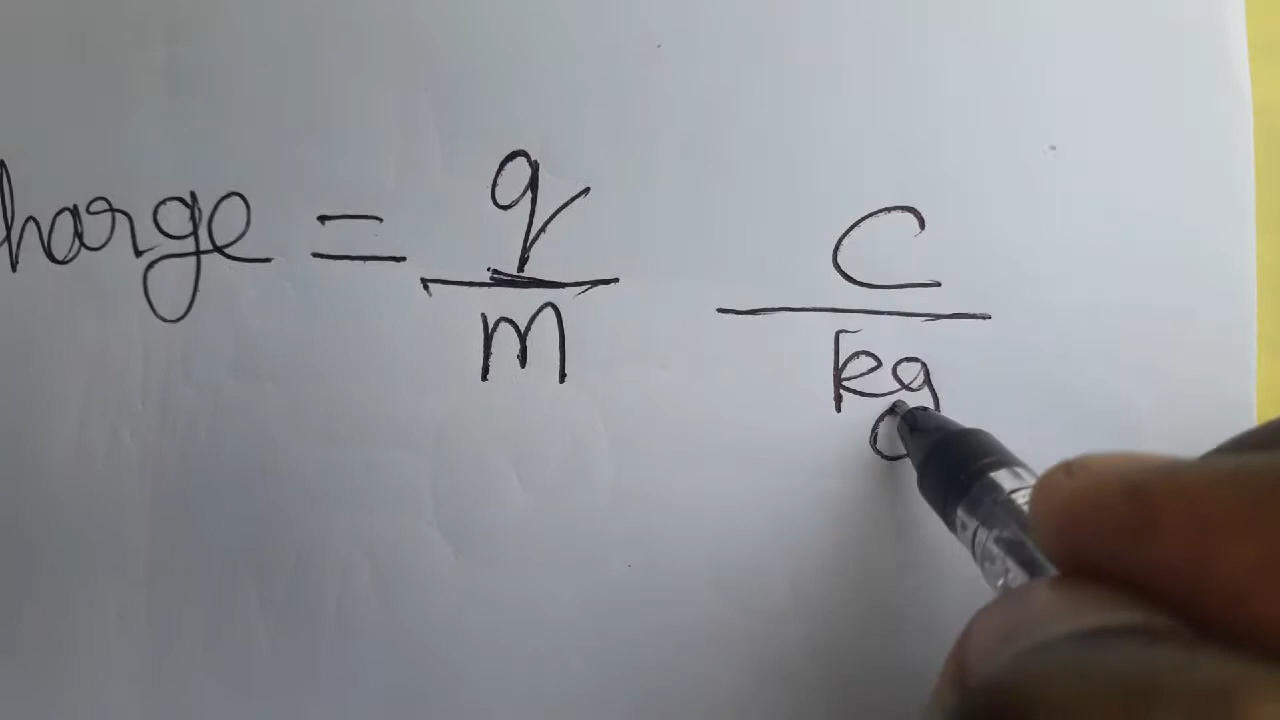 harge = q/m C/kg